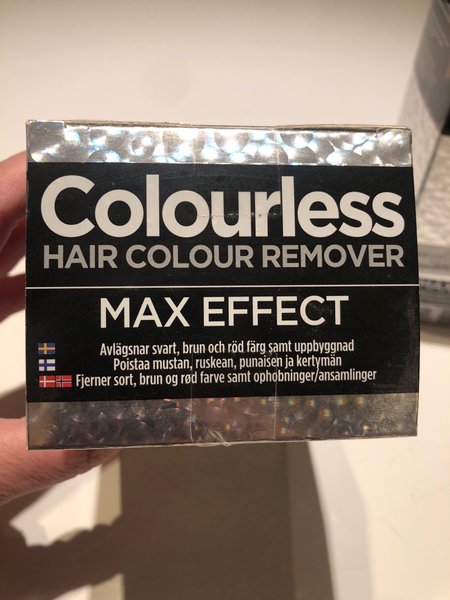 Colourless
HAIR COLOUR REMOVER
MAX EFFECT
Avlägsnar svart, brun och röd färg samt uppbyggnad
Poistaa mustan, ruskean, punaisen ja kertymän
Fjerner sort, brun og rød farve samt ophobninger/ansamlinger